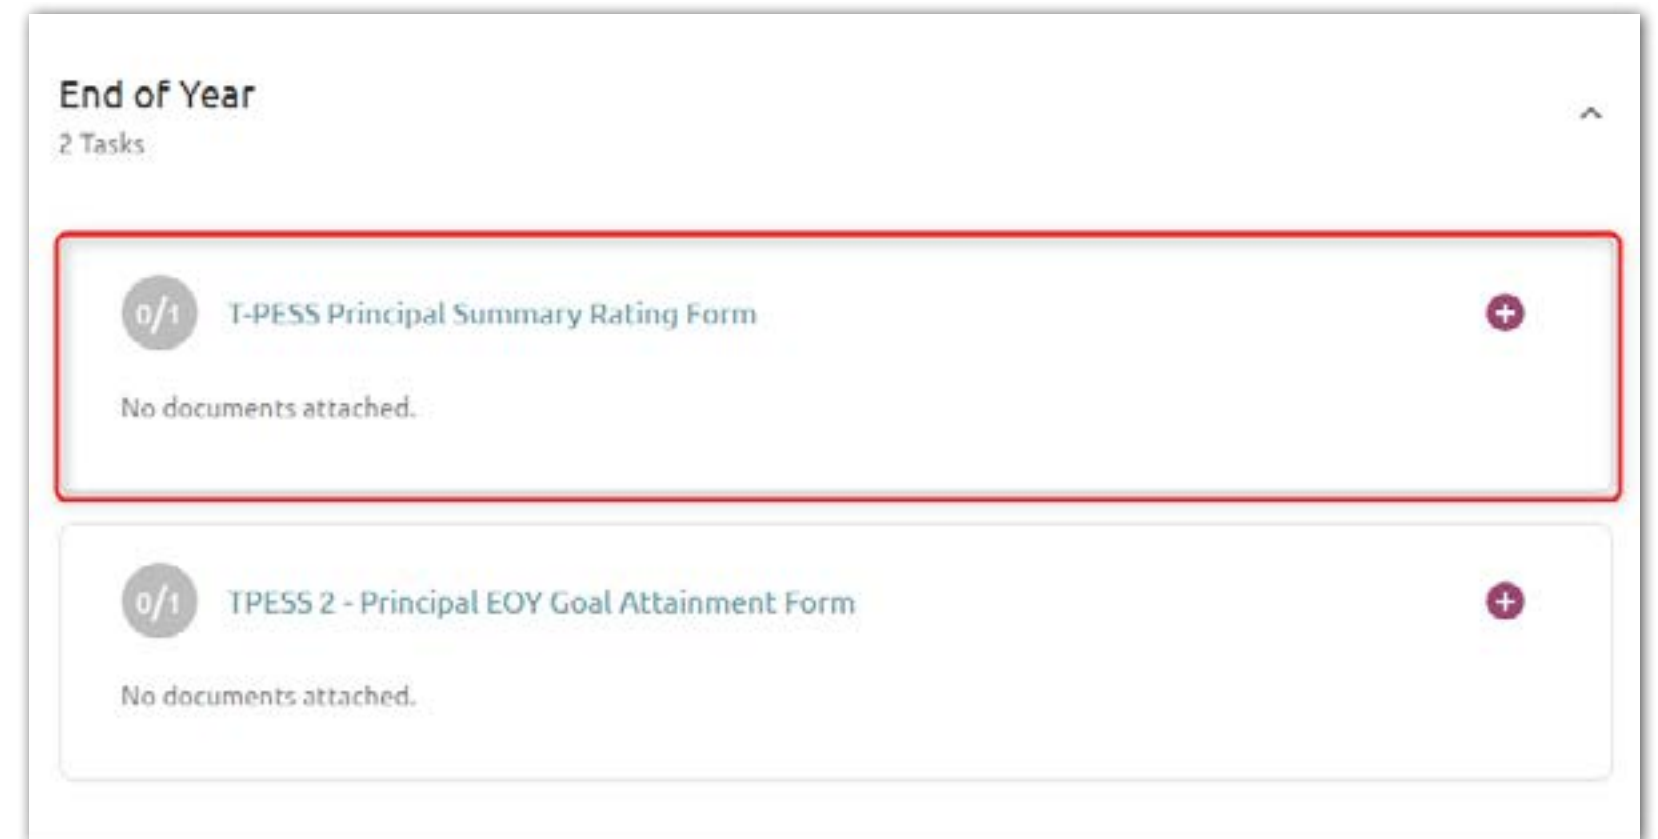 End of Year
2 Tasks
0/1 T-PESS Principal Summary Rating Form
No documents attached.
0/1 TPESS 2 - Principal EOY Goal Attainment Form
No documents attached.